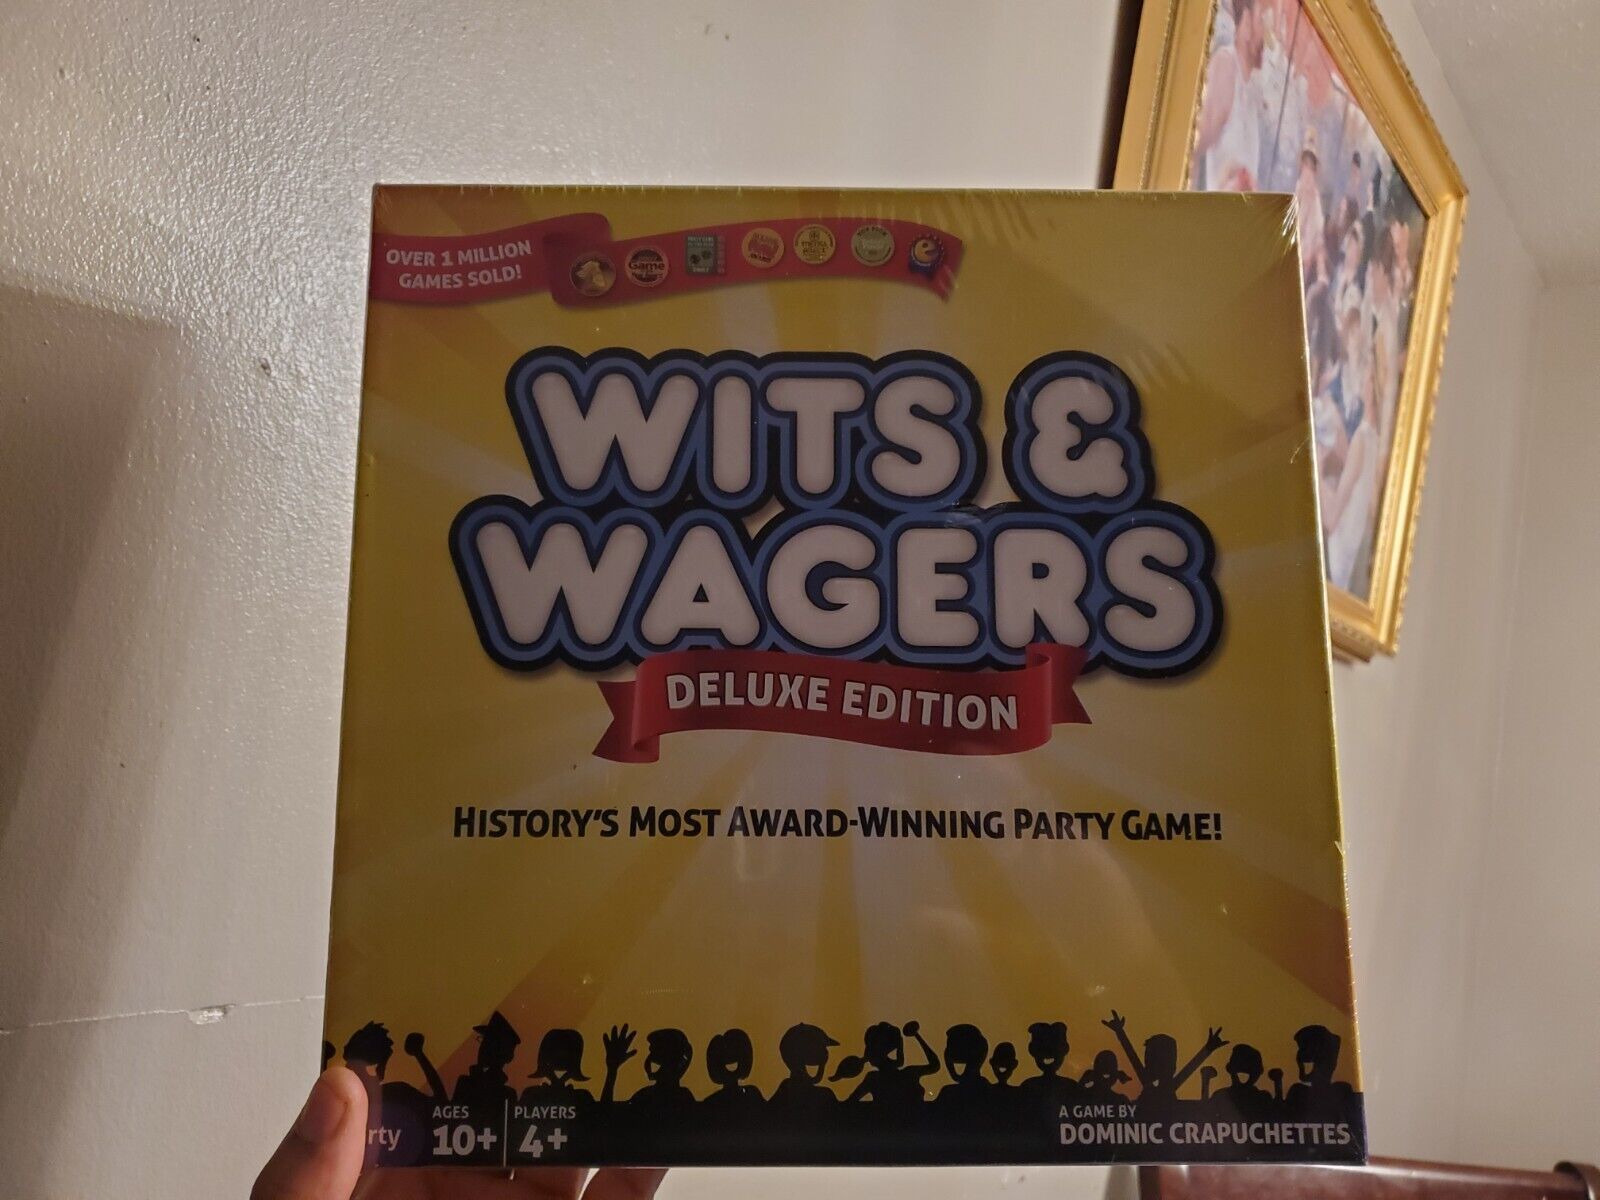 OVER 1 MILLION
GAMES SOLD!
Game
WITS &
WAGERS
DELUXE EDITION
HISTORY'S MOST AWARD-WINNING PARTY GAME!
rty
AGES
10+
PLAYERS
4+
A GAME BY
DOMINIC CRAPUCHETTES